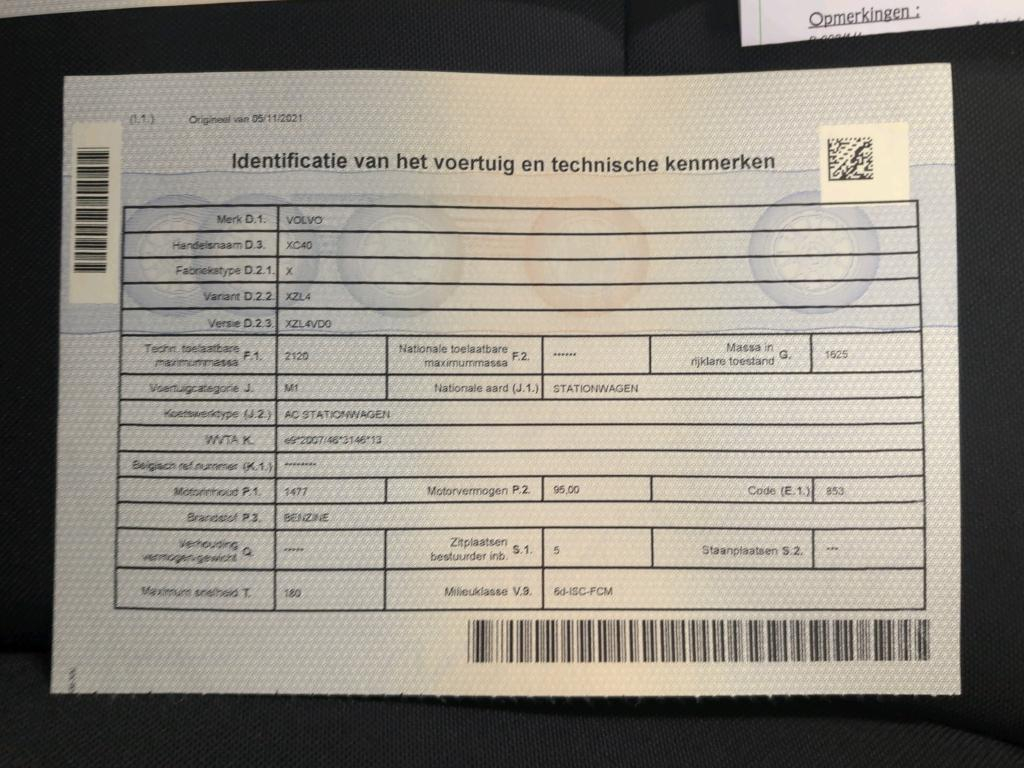 Opmerkingen :
(I.1.) Origineel van 05/11/2021
Identificatie van het voertuig en technische kenmerken
Merk D.1. VOLVO
Handelsnaam D.3. XC40
Fabriekstype D.2.1. X
Variant D.2.2. XZL4
Versie D.2.3. XZL4VD0
Techn. toelaatbare maximummassa F.1. 2120 Nationale toelaatbare maximummassa F.2. ****** Massa in rijklare toestand G. 1625
Voertuigcategorie J. M1 Nationale aard (J.1.) STATIONWAGEN
Koetswerktype (J.2.) AC STATIONWAGEN
WVTA K. e9*2007/46*3146*13
Belgisch ref.nummer (K.1.) ********
Motorinhoud P.1. 1477 Motorvermogen P.2. 95,00 Code (E.1.) 853
Brandstof P.3. BENZINE
Verhouding vermogen/gewicht Q. ***** Zitplaatsen bestuurder inb. S.1. 5 Staanplaatsen S.2. ***
Maximum snelheid T. 180 Milieuklasse V.9. 6d-ISC-FCM